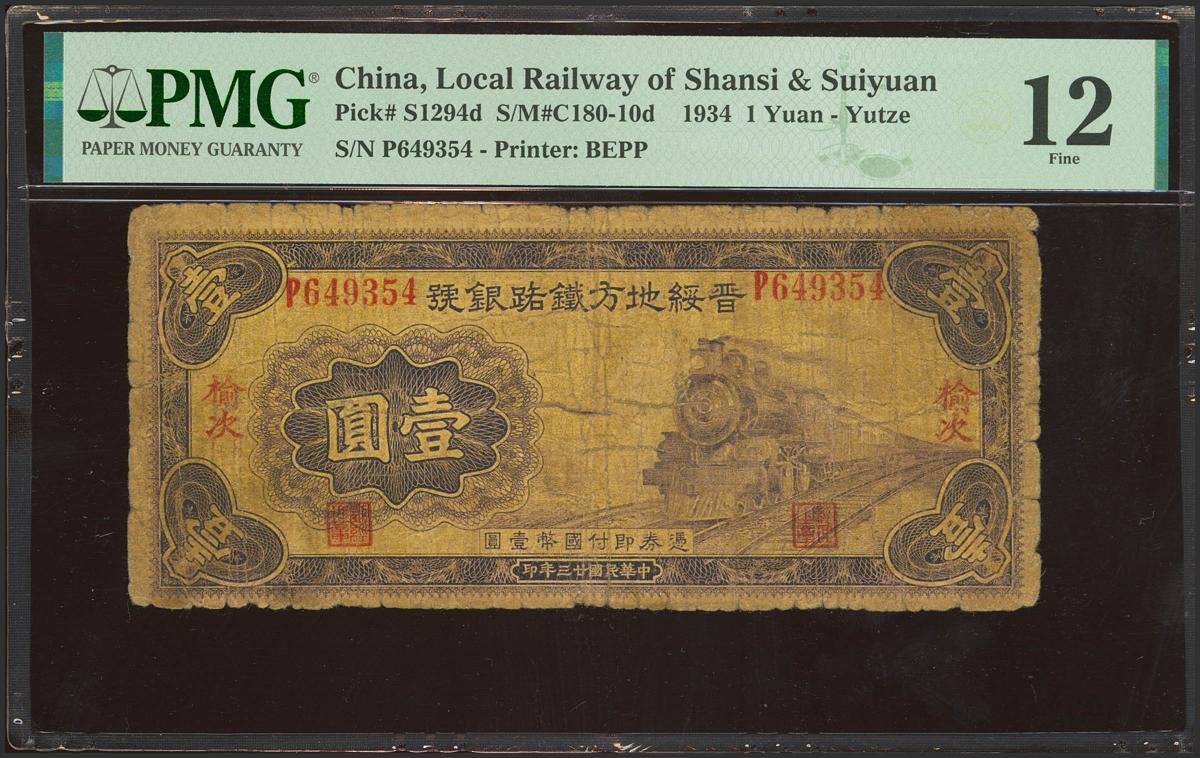 PMG®
PAPER MONEY GUARANTY
China, Local Railway of Shansi & Suiyuan
Pick# S1294d S/M#C180-10d 1934 1 Yuan - Yutze
S/N P649354 - Printer: BEPP
12
Fine
壹
壹
P649354
晉綏地方鐵路銀號
P649354
榆次
榆次
壹圓
憑券即付國幣壹圓
中華民國廿三年印
壹
壹